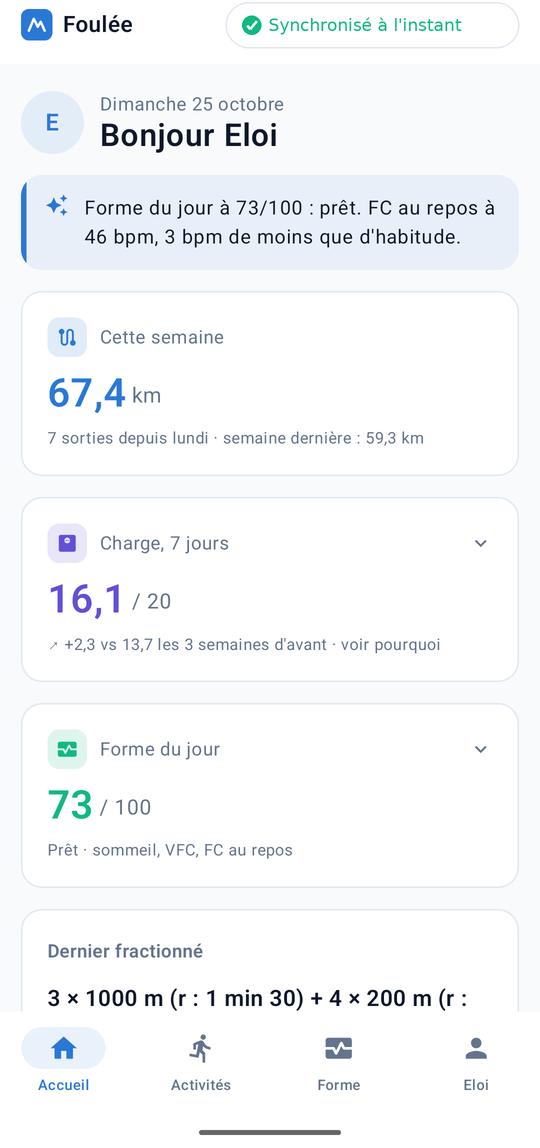 Foulée
Synchronisé à l'instant
E
Dimanche 25 octobre
Bonjour Eloi
Forme du jour à 73/100 : prêt. FC au repos à
46 bpm, 3 bpm de moins que d'habitude.
Cette semaine
67,4 km
7 sorties depuis lundi · semaine dernière : 59,3 km
Charge, 7 jours
16,1 / 20
↗ +2,3 vs 13,7 les 3 semaines d'avant · voir pourquoi
Forme du jour
73 / 100
Prêt · sommeil, VFC, FC au repos
Dernier fractionné
3 × 1000 m (r : 1 min 30) + 4 × 200 m (r :
Accueil
Activités
Forme
Eloi